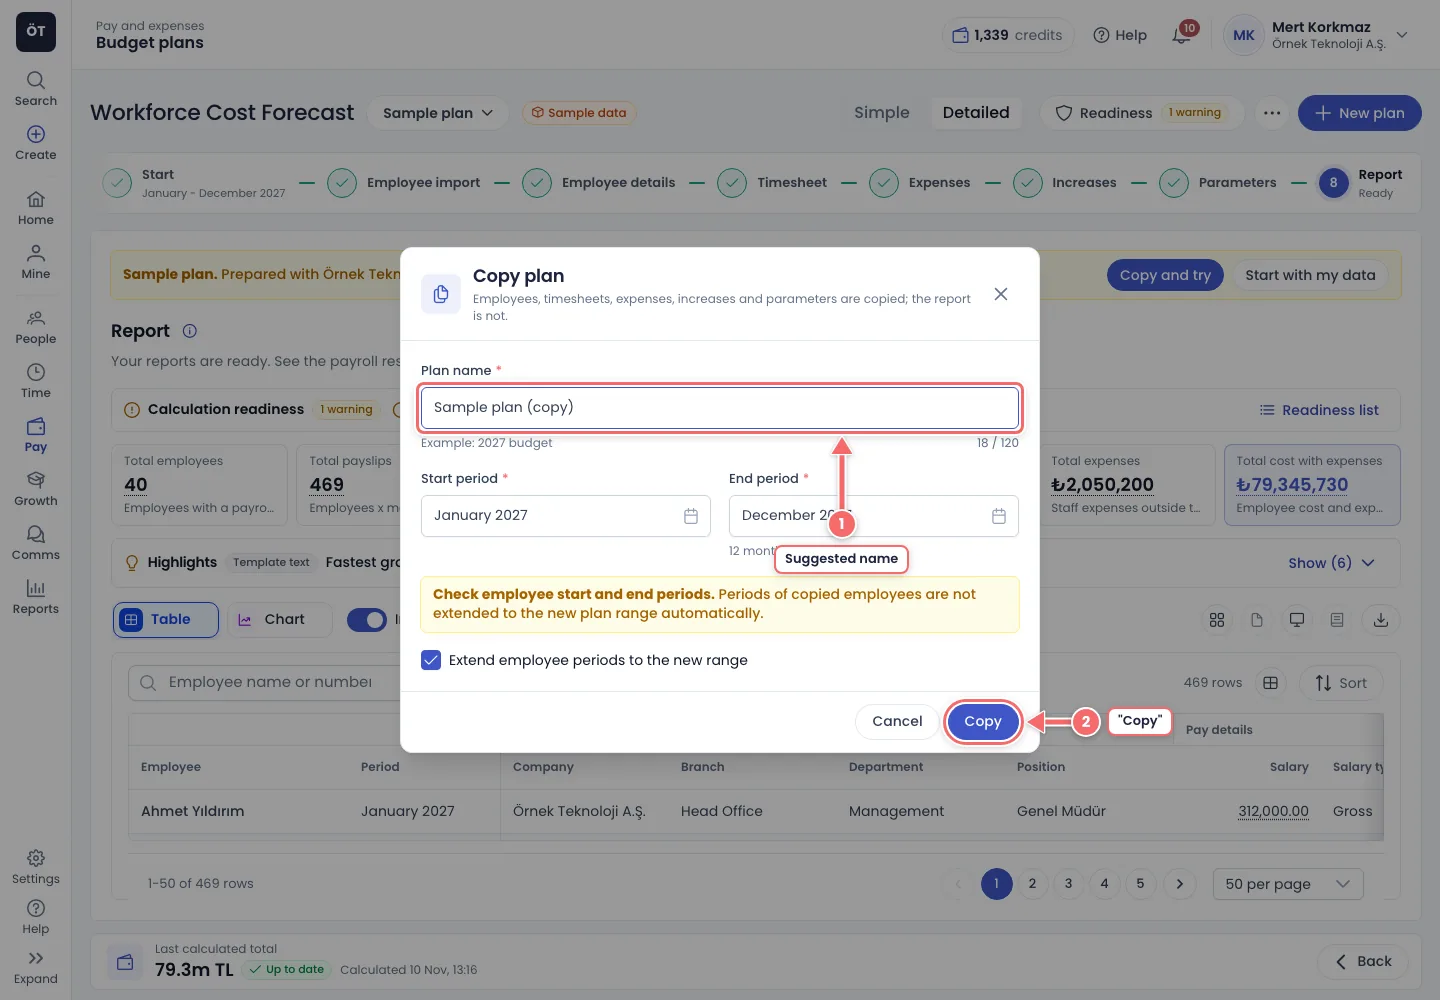 ÖT
Search
Create
Home
Mine
People
Time
Pay
Growth
Comms
Reports
Settings
Help
Expand
Pay and expenses
Budget plans
1,339 credits
Help
10
MK
Mert Korkmaz
Örnek Teknoloji A.Ş.
Workforce Cost Forecast
Sample plan
Sample data
Simple
Detailed
Readiness
1 warning
New plan
Start
January - December 2027
Employee import
Employee details
Timesheet
Expenses
Increases
Parameters
8
Report
Ready
Sample plan. Prepared with Örnek Tekn
Copy and try
Start with my data
Report
Your reports are ready. See the payroll res
Calculation readiness
1 warning
Readiness list
Total employees
40
Employees with a payro...
Total payslips
469
Employees x m
Total expenses
₺2,050,200
Staff expenses outside t...
Total cost with expenses
₺79,345,730
Employee cost and exp...
Highlights
Template text
Fastest gro
Show (6)
Table
Chart
Employee name or number
469 rows
Sort
Pay details
Employee
Period
Company
Branch
Department
Position
Salary
Salary ty
Ahmet Yıldırım
January 2027
Örnek Teknoloji A.Ş.
Head Office
Management
Genel Müdür
312,000.00
Gross
1-50 of 469 rows
1
2
3
4
5
50 per page
Last calculated total
79.3m TL
Up to date
Calculated 10 Nov, 13:16
Back
Copy plan
Employees, timesheets, expenses, increases and parameters are copied; the report
is not.
Plan name *
Sample plan (copy)
Example: 2027 budget
18 / 120
Start period *
January 2027
End period *
December 20
12 mont
1
Suggested name
Check employee start and end periods. Periods of copied employees are not
extended to the new plan range automatically.
Extend employee periods to the new range
Cancel
Copy
2
"Copy"